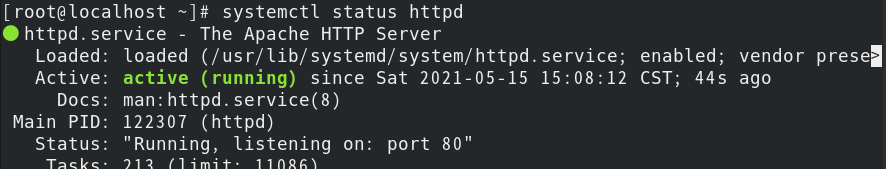 [root@localhost ~]# systemctl status httpd
● httpd.service - The Apache HTTP Server
   Loaded: loaded (/usr/lib/systemd/system/httpd.service; enabled; vendor prese>
   Active: active (running) since Sat 2021-05-15 15:08:12 CST; 44s ago
     Docs: man:httpd.service(8)
 Main PID: 122307 (httpd)
   Status: "Running, listening on: port 80"
    Tasks: 213 (limit: 11086)